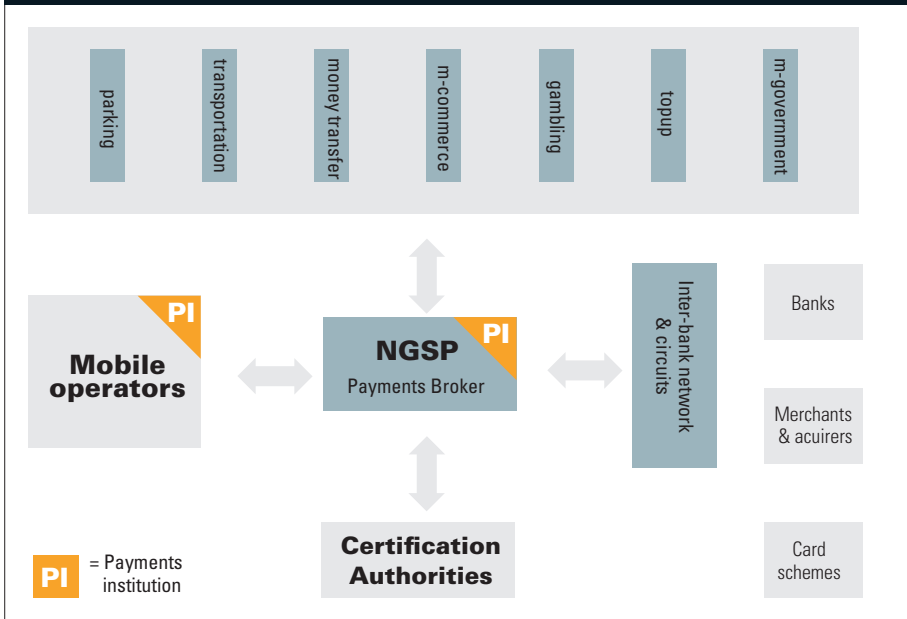 parking
transportation
money transfer
m-commerce
gambling
topup
m-government
PI
Mobile
operators
NGSP
PI
Payments Broker
Inter-bank network
& circuits
Banks
Merchants
& acuirers
Certification
Authorities
Card
schemes
PI
= Payments
institution